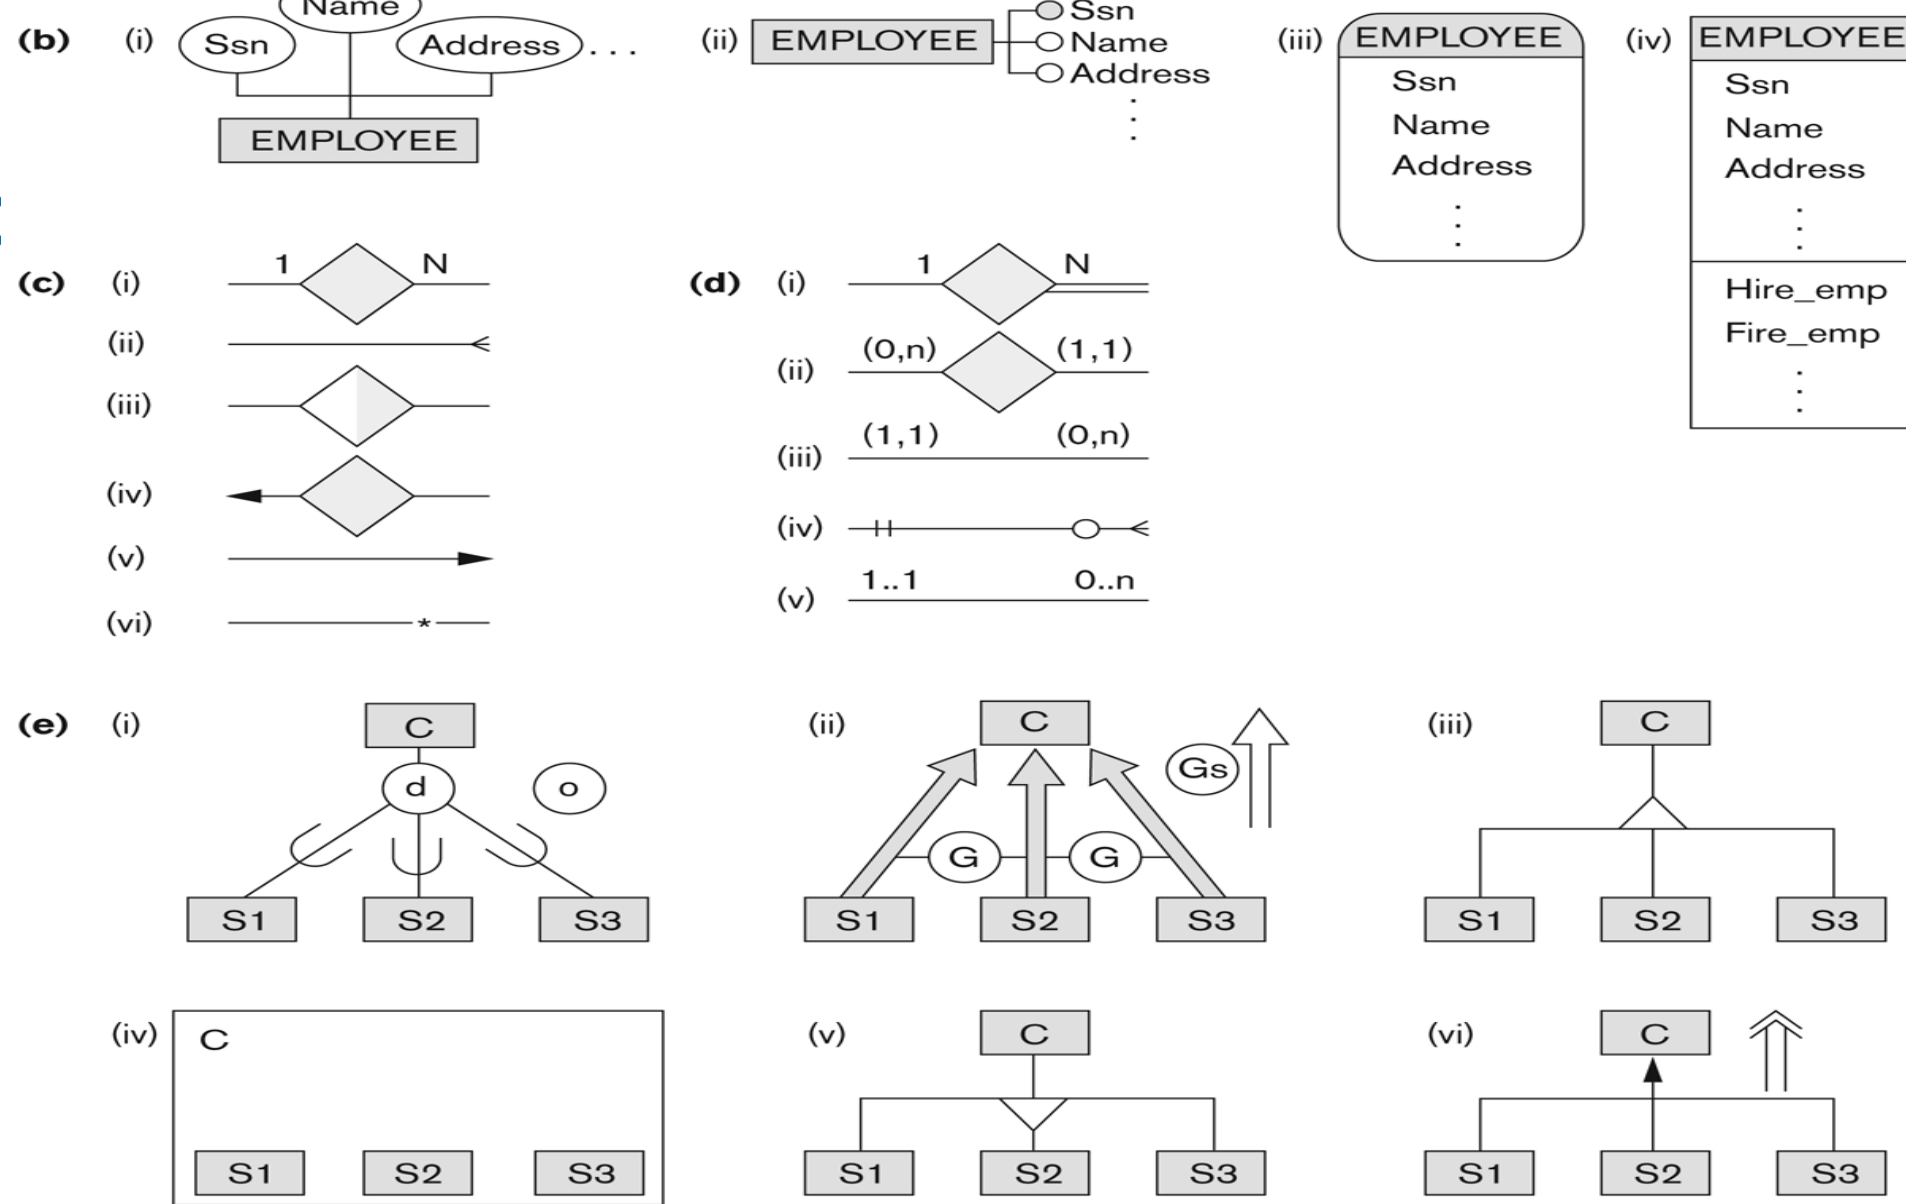 (b) (i) Ssn Name Address ...
EMPLOYEE
(ii) EMPLOYEE
Ssn
Name
Address
(iii) EMPLOYEE
Ssn
Name
Address
(iv) EMPLOYEE
Ssn
Name
Address
Hire_emp
Fire_emp
(c) (i) 1 N
(ii)
(iii)
(iv)
(v)
(vi) *
(d) (i) 1 N
(ii) (0,n) (1,1)
(iii) (1,1) (0,n)
(iv)
(v) 1..1 0..n
(e) (i) C
d o
S1 S2 S3
(ii) C
Gs
G G
S1 S2 S3
(iii) C
S1 S2 S3
(iv) C
S1 S2 S3
(v) C
S1 S2 S3
(vi) C
S1 S2 S3